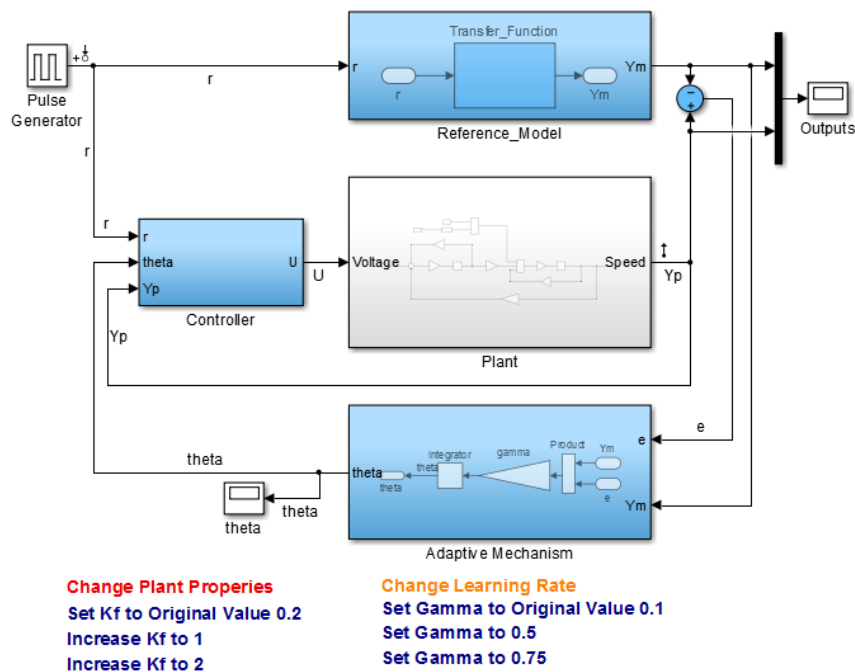 Transfer_Function
r
Ym
r
Ym
Reference_Model
Pulse
Generator
r
r
−
+
Outputs
r
r
theta
Yp
U
Controller
U
Voltage
Speed
Plant
Yp
Yp
e
theta
theta
theta
theta
theta
Integrator
gamma
Product
Ym
e
e
Ym
Adaptive Mechanism
Change Plant Properies
Set Kf to Original Value 0.2
Increase Kf to 1
Increase Kf to 2
Change Learning Rate
Set Gamma to Original Value 0.1
Set Gamma to 0.5
Set Gamma to 0.75